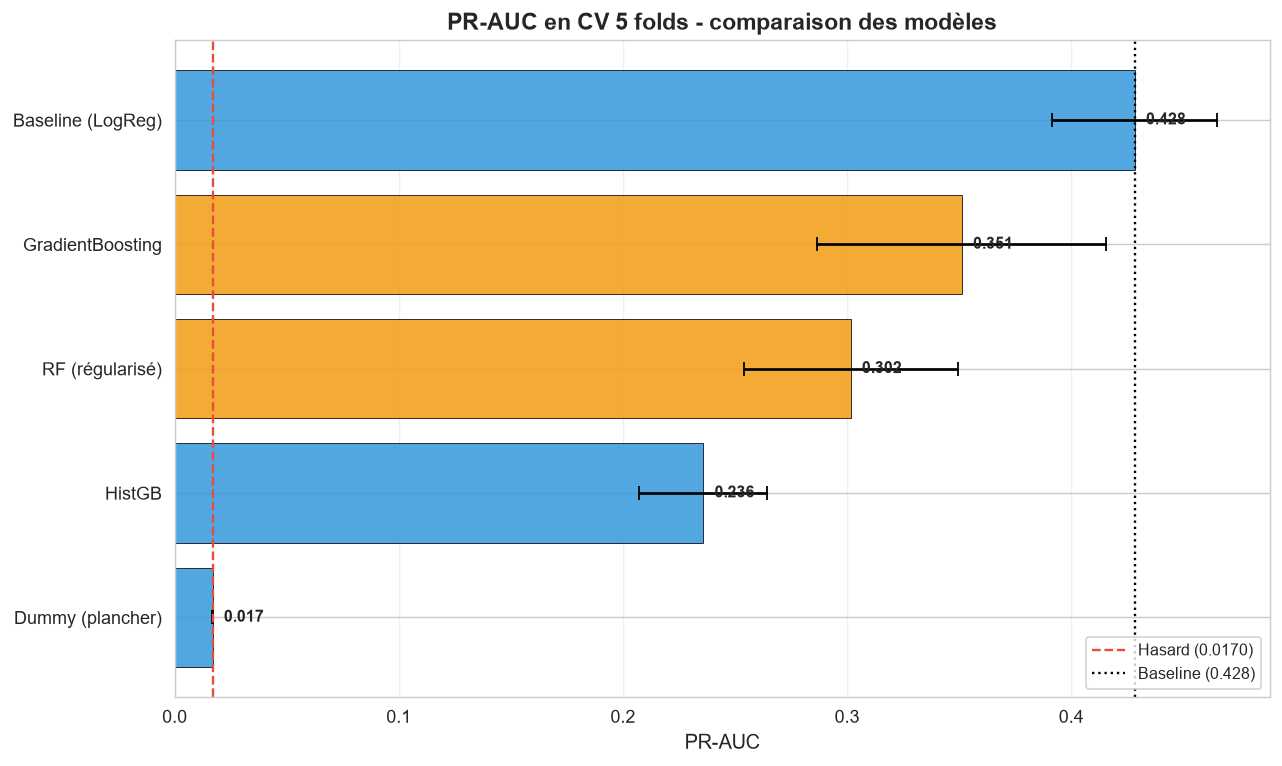 PR-AUC en CV 5 folds - comparaison des modèles
Baseline (LogReg)
0.428
GradientBoosting
0.351
RF (régularisé)
0.302
HistGB
0.236
Dummy (plancher)
0.017
Hasard (0.0170)
Baseline (0.428)
0.0 0.1 0.2 0.3 0.4
PR-AUC